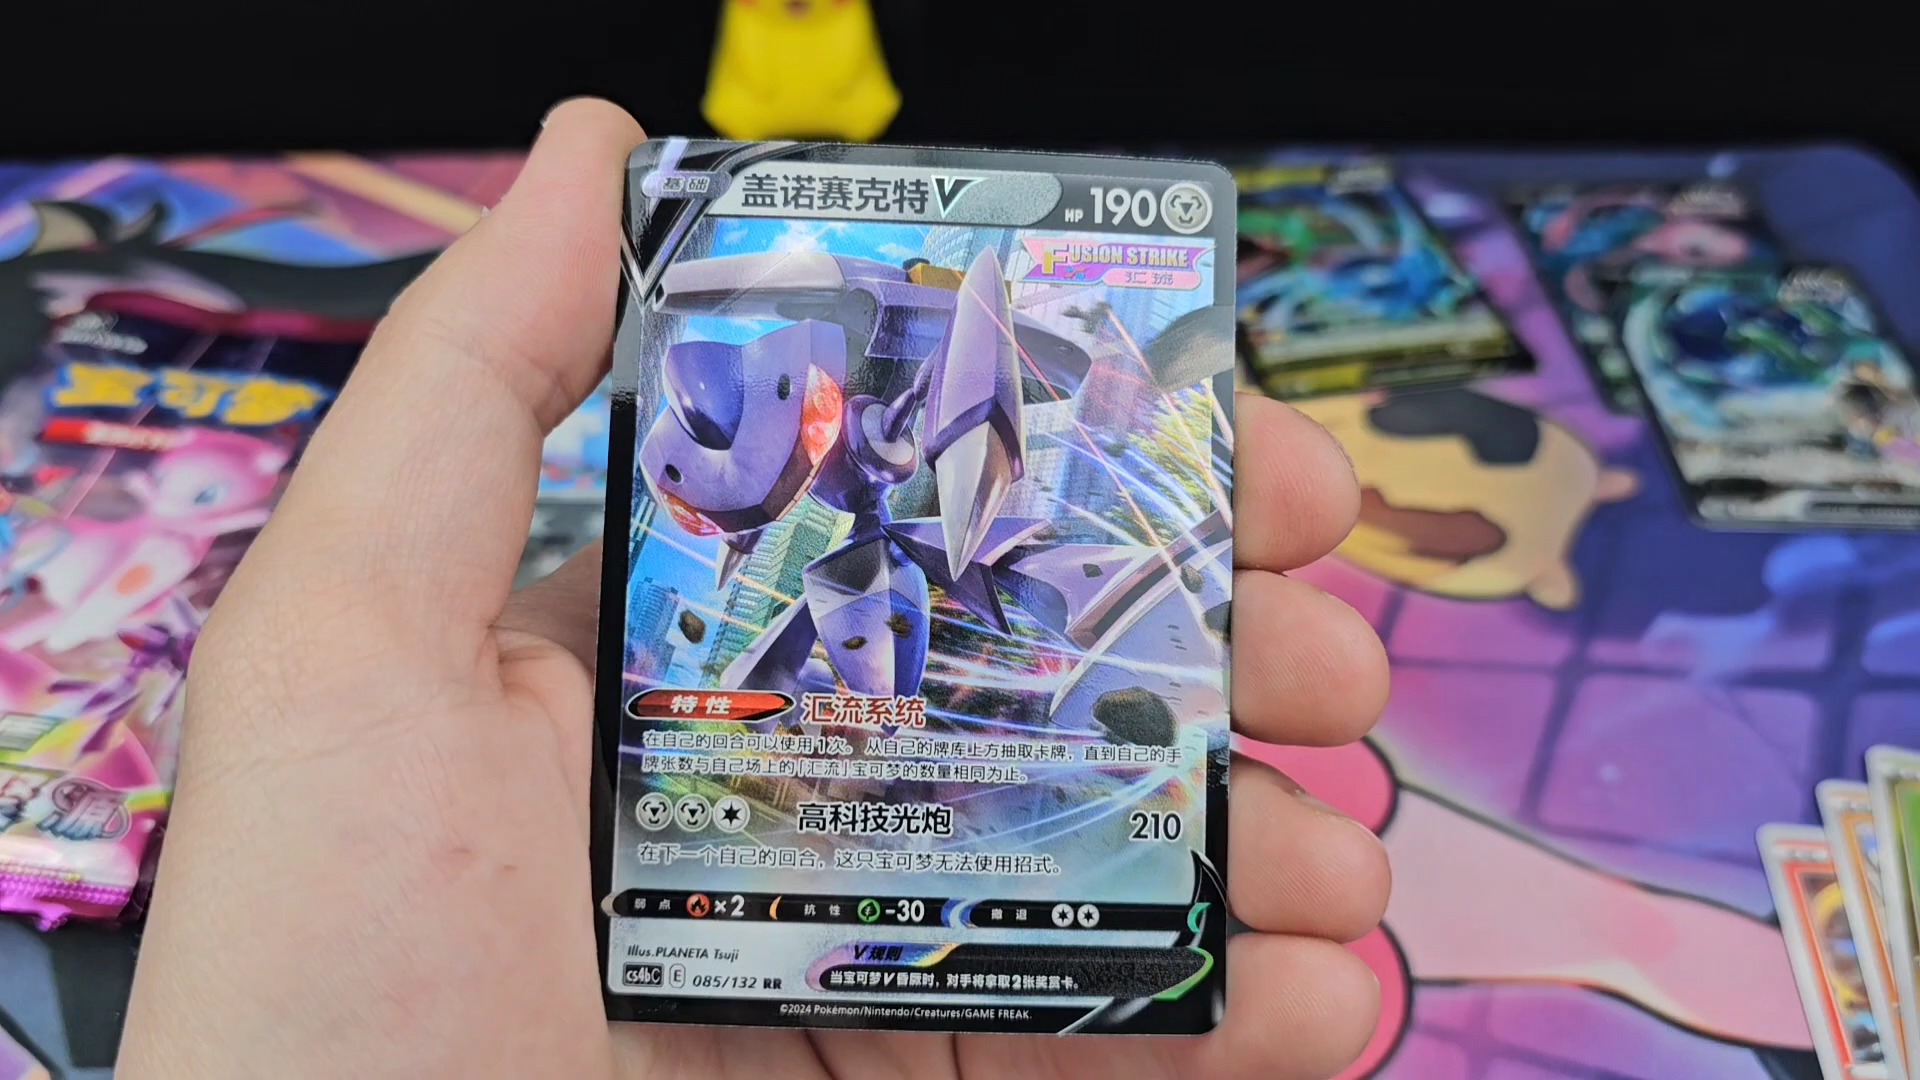 基础
盖诺赛克特V
HP 190
FUSION STRIKE
汇流
特性 汇流系统
在自己的回合可以使用1次。从自己的牌库上方抽取卡牌，直到自己的手
牌张数与自己场上的「汇流」宝可梦的数量相同为止。
高科技光炮 210
在下一个自己的回合，这只宝可梦无法使用招式。
弱点 ×2 抗性 -30 撤退
Illus.PLANETA Tsuji
V规则
cs4bC E 085/132 RR
当宝可梦V昏厥时，对手将拿取2张奖赏卡。
©2024 Pokémon/Nintendo/Creatures/GAME FREAK.
宝可梦
源